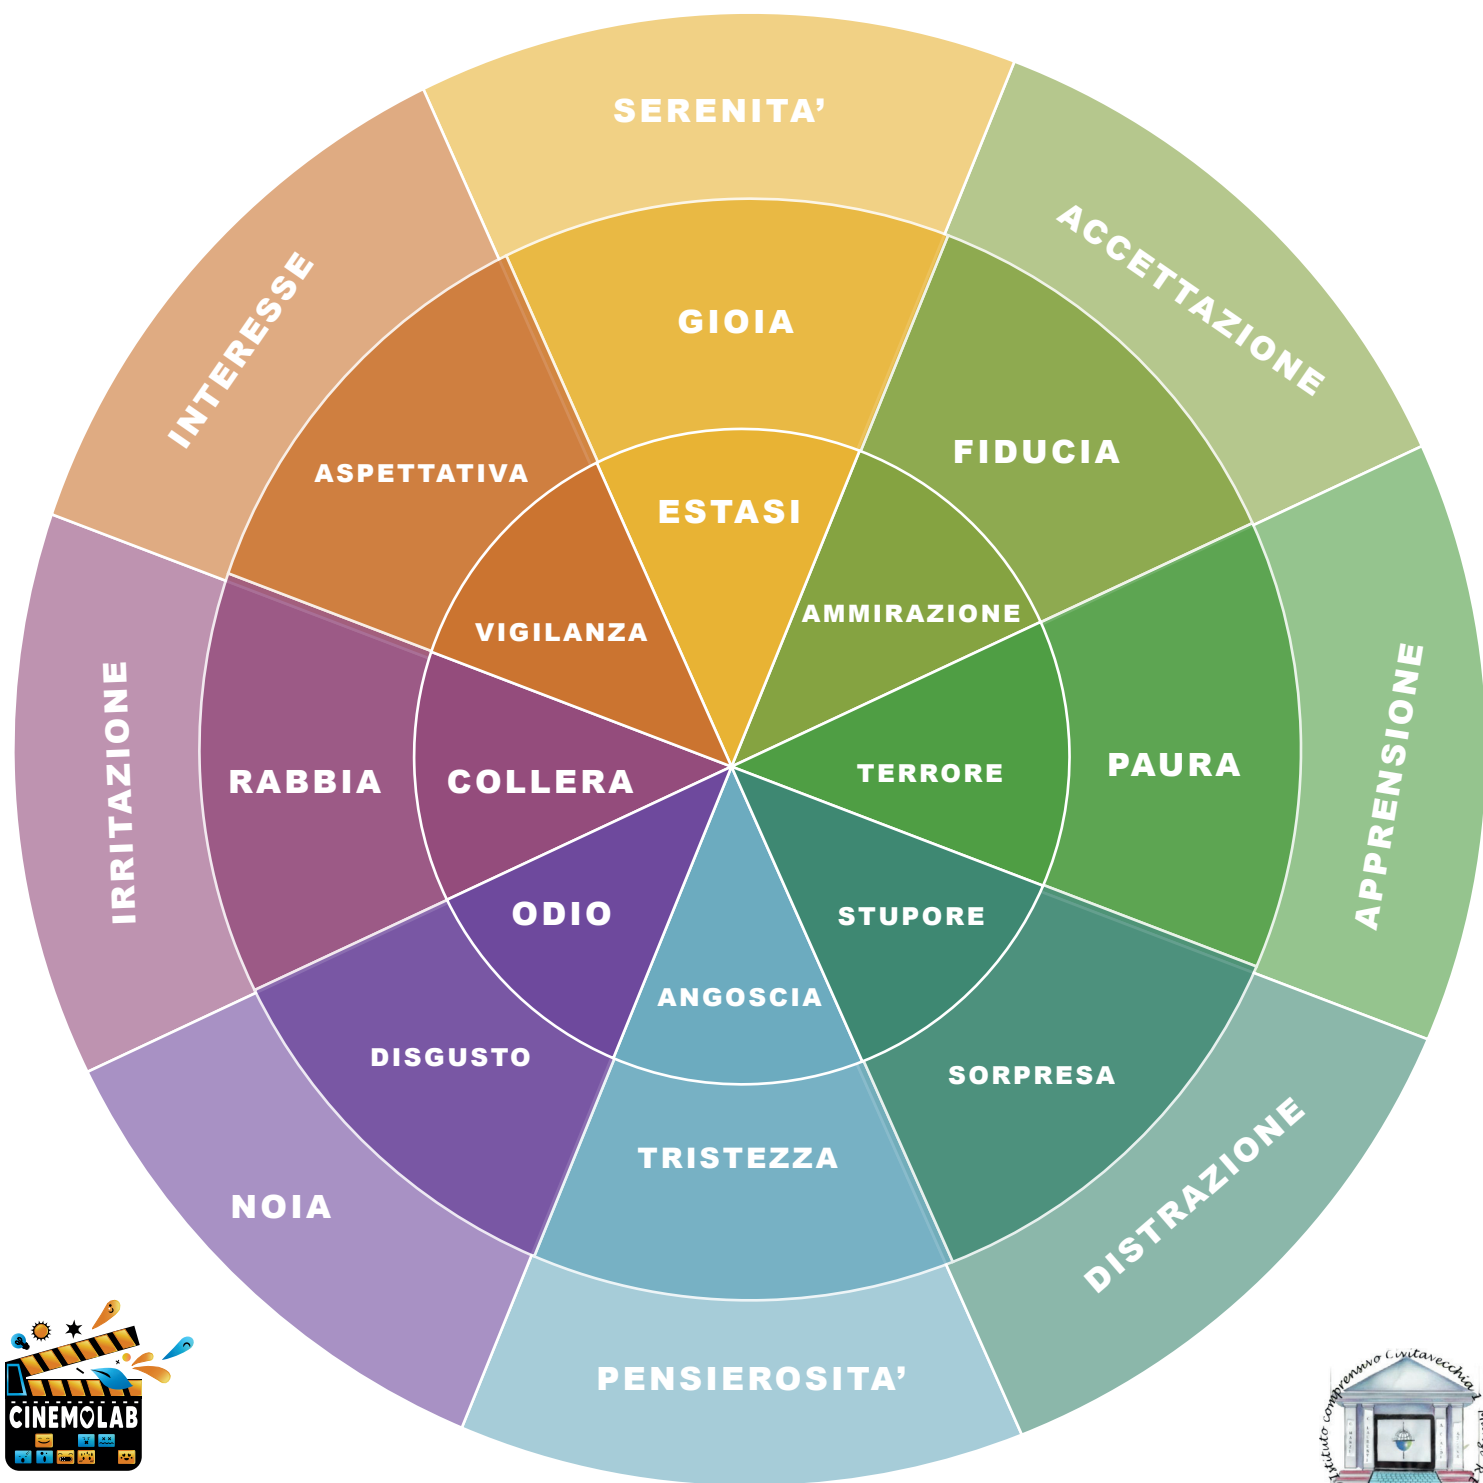 SERENITA’
ACCETTAZIONE
INTERESSE
GIOIA
FIDUCIA
ASPETTATIVA
ESTASI
AMMIRAZIONE
VIGILANZA
APPRENSIONE
IRRITAZIONE
RABBIA
COLLERA
TERRORE
PAURA
ODIO
STUPORE
ANGOSCIA
DISGUSTO
SORPRESA
TRISTEZZA
DISTRAZIONE
NOIA
PENSIEROSITA’
CINEMOLAB
Istituto comprensivo Civitavecchia